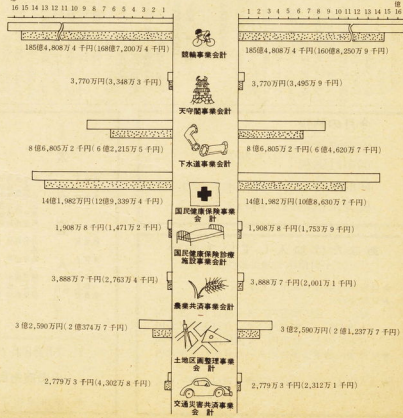 億
16 15 14 13 12 11 10 9 8 7 6 5 4 3 2 1
1 2 3 4 5 6 7 8 9 10 11 12 13 14 15 16
185億4,808万4千円(168億7,200万4千円)
185億4,808万4千円(160億8,250万9千円)
競輪事業会計
3,770万円(3,348万3千円)
3,770万円(3,495万9千円)
天守閣事業会計
8億6,805万2千円(6億2,215万5千円)
8億6,805万2千円(6億4,620万7千円)
下水道事業会計
14億1,982万円(12億9,339万4千円)
14億1,982万円(10億8,630万7千円)
国民健康保険事業
会計
1,908万8千円(1,471万2千円)
1,908万8千円(1,753万9千円)
国民健康保険診療
施設事業会計
3,888万7千円(2,763万4千円)
3,888万7千円(2,001万1千円)
農業共済事業会計
3億2,590万円(2億374万7千円)
3億2,590万円(2億1,237万7千円)
土地区画整理事業
会計
2,779万3千円(4,302万8千円)
2,779万3千円(2,312万1千円)
交通災害共済事業
会計